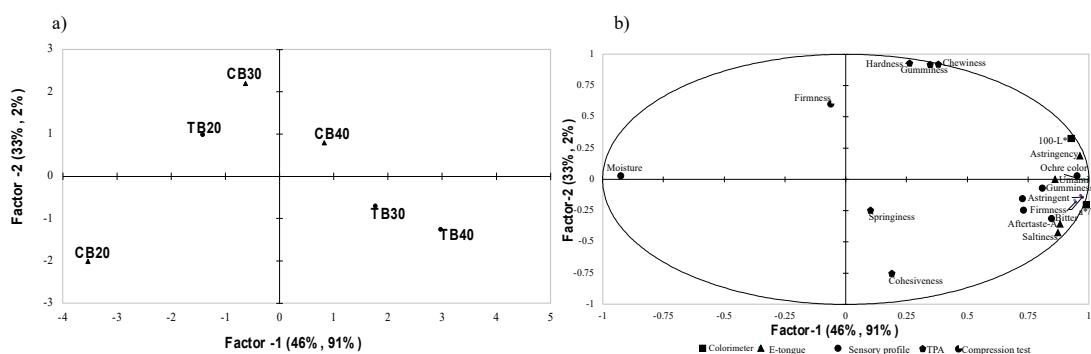 a)
3
2
1
0
-1
-2
-3
CB30
TB20
CB40
TB30
TB40
CB20
-4
-3
-2
-1
0
1
2
3
4
5
Factor -2 (33% , 2%)
Factor -1 (46% , 91%)
b)
1
0.75
0.5
0.25
0
-0.25
-0.5
-0.75
-1
Hardness
Chewiness
Gumminess
Firmness
100-L*
Astringency
Moisture
Ochre color
Umami
Gumminess
Astringent
Springiness
Firmness
Bitter
Aftertaste-A
Saltiness
Cohesiveness
-1
-0.75
-0.5
-0.25
0
0.25
0.5
0.75
1
Factor-2 (33% , 2%)
Factor-1 (46% , 91%)
Colorimeter E-tongue Sensory profile TPA Compression test